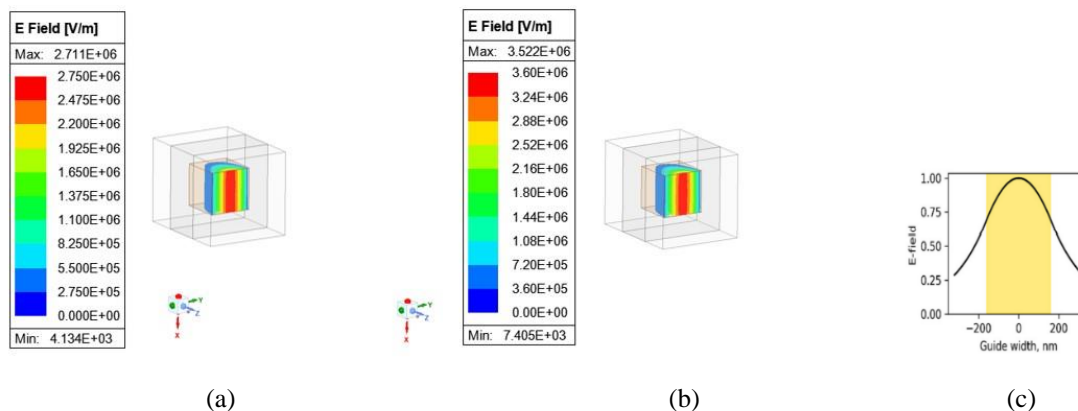 E Field [V/m]
Max: 2.711E+06
2.750E+06
2.475E+06
2.200E+06
1.925E+06
1.650E+06
1.375E+06
1.100E+06
8.250E+05
5.500E+05
2.750E+05
0.000E+00
Min: 4.134E+03
Y
Z
X
(a)
E Field [V/m]
Max: 3.522E+06
3.60E+06
3.24E+06
2.88E+06
2.52E+06
2.16E+06
1.80E+06
1.44E+06
1.08E+06
7.20E+05
3.60E+05
0.00E+00
Min: 7.405E+03
Y
Z
X
(b)
1.00
0.75
0.50
0.25
0.00
E-field
−200 0 200
Guide width, nm
(c)